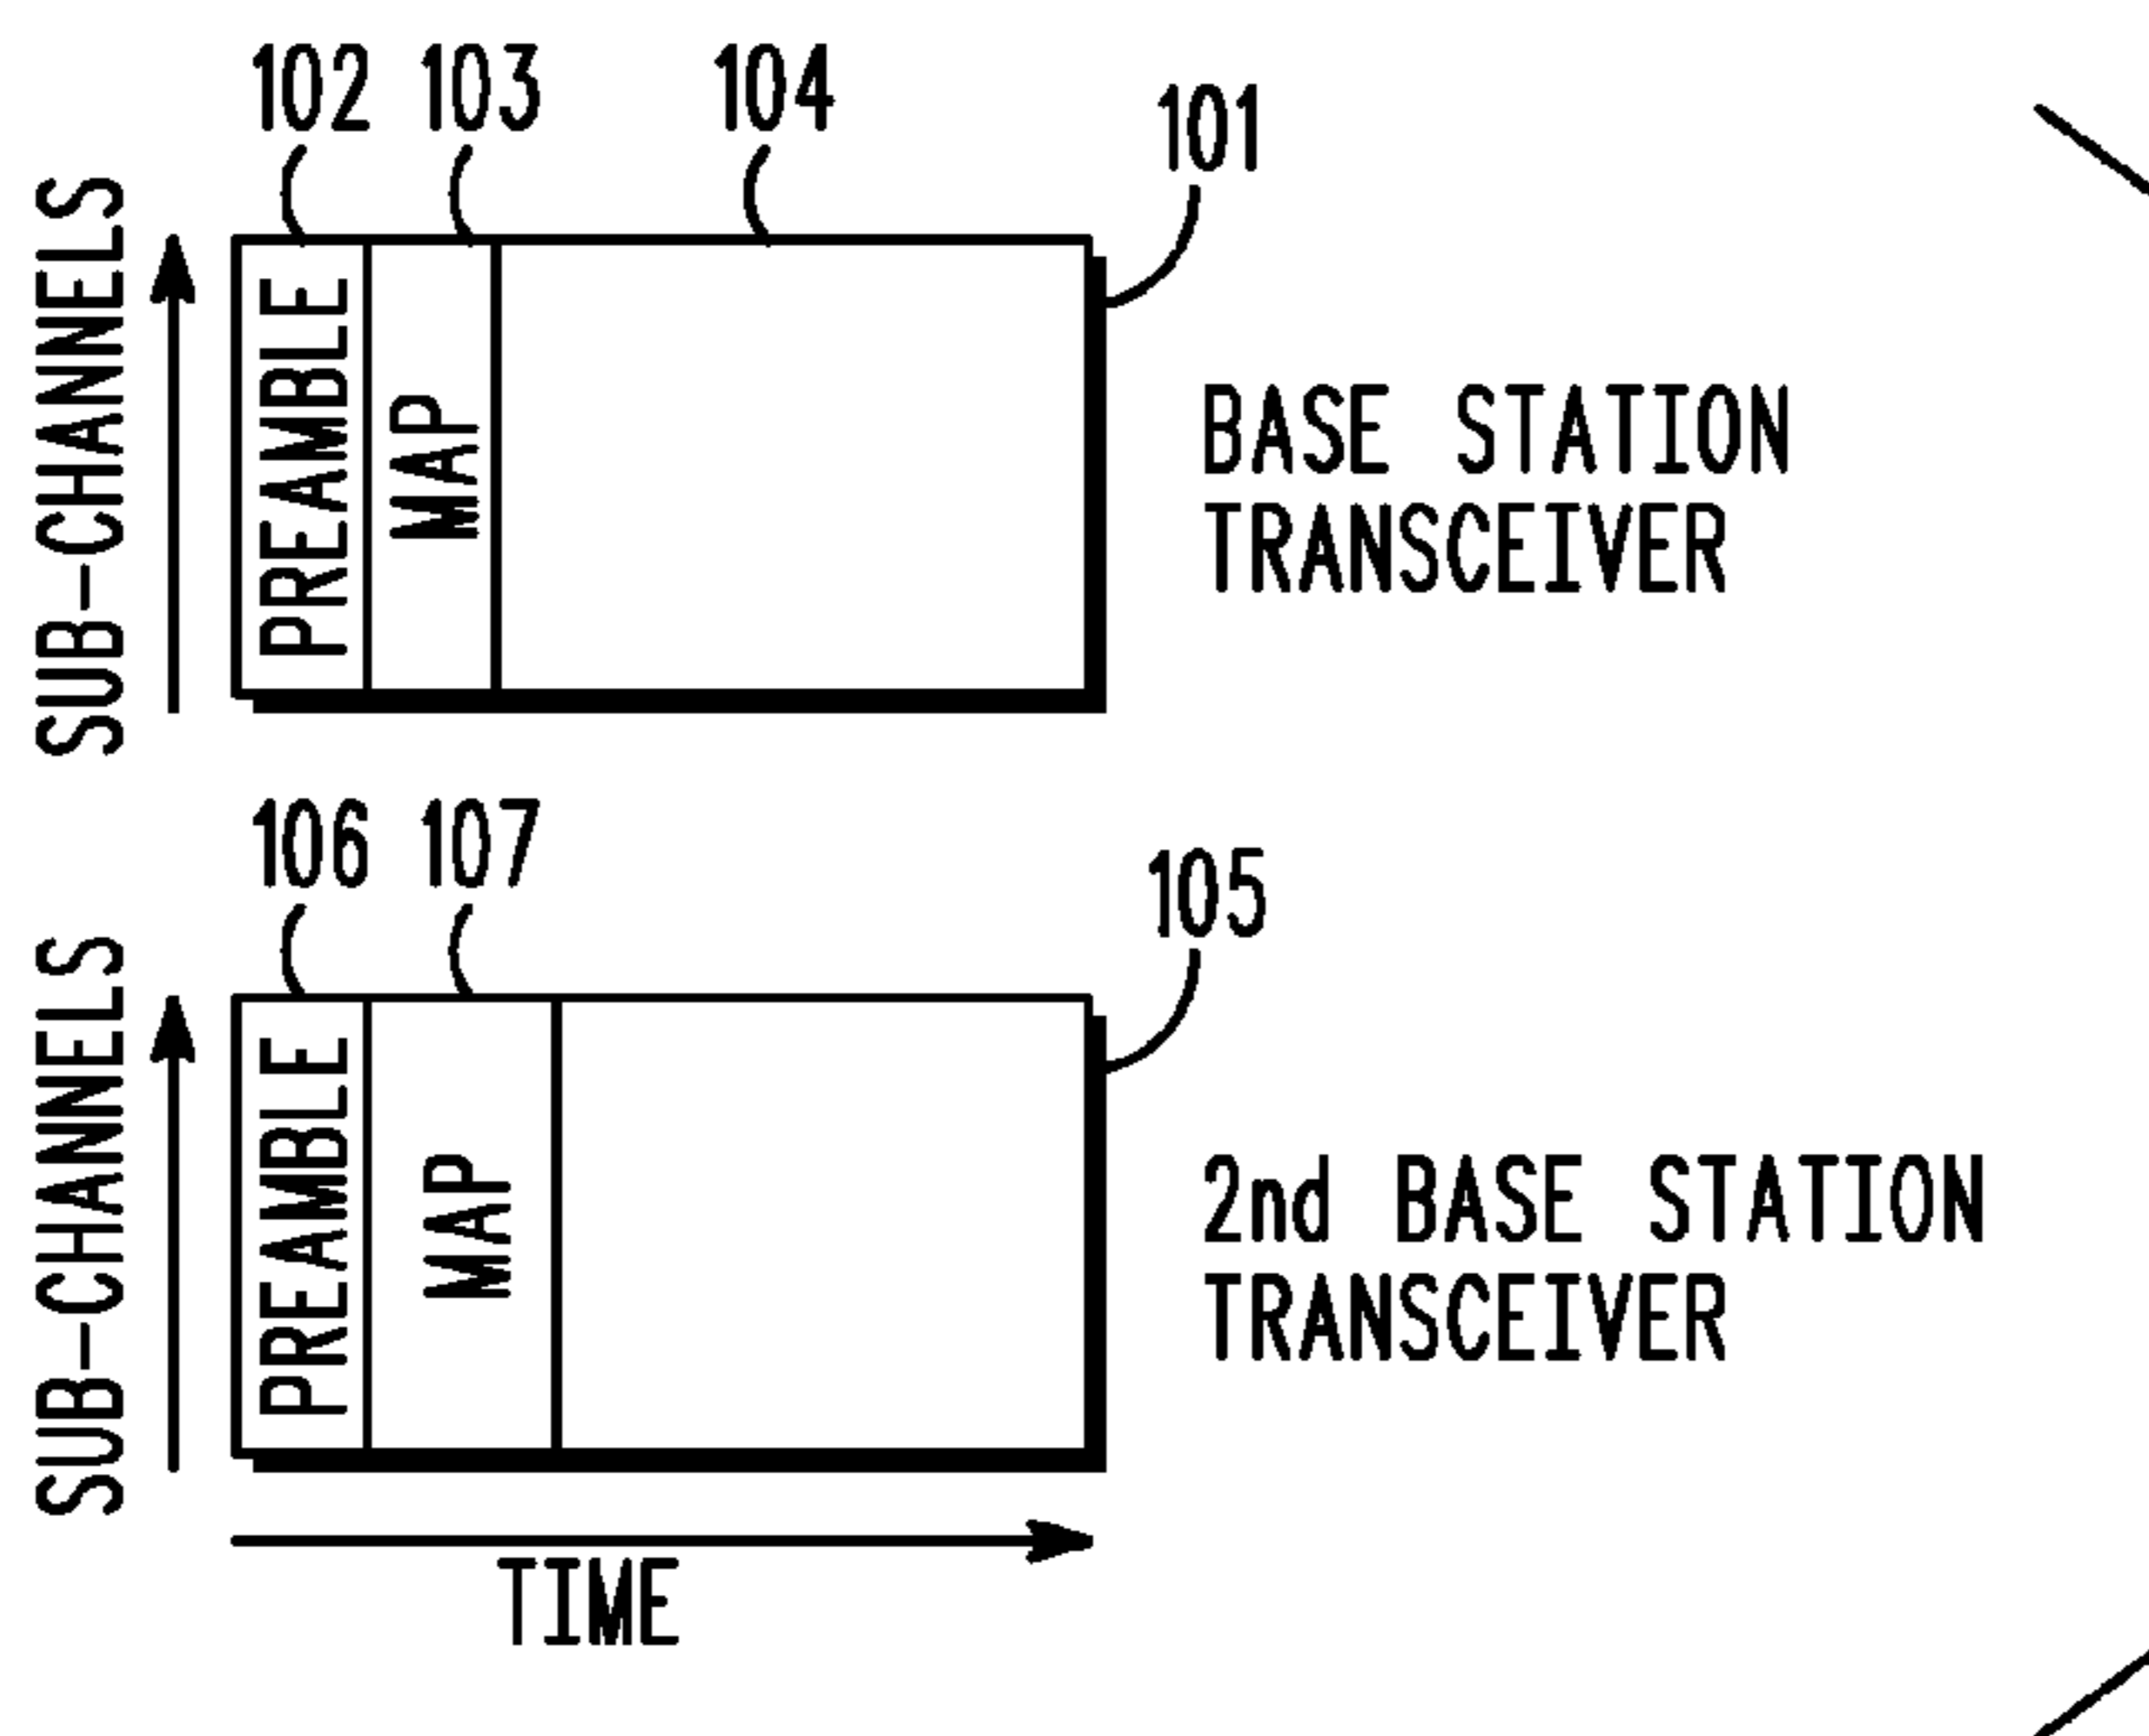 102 103 104
101
SUB-CHANNELS
PREAMBLE
MAP
BASE STATION
TRANSCEIVER
106 107
105
SUB-CHANNELS
PREAMBLE
MAP
2nd BASE STATION
TRANSCEIVER
TIME